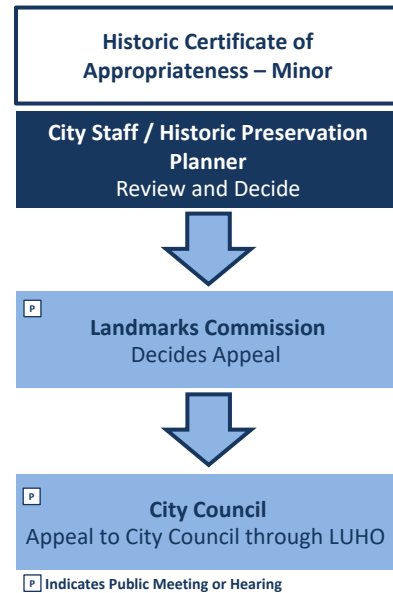 Historic Certificate of
Appropriateness – Minor
City Staff / Historic Preservation
Planner
Review and Decide
P
Landmarks Commission
Decides Appeal
P
City Council
Appeal to City Council through LUHO
P Indicates Public Meeting or Hearing